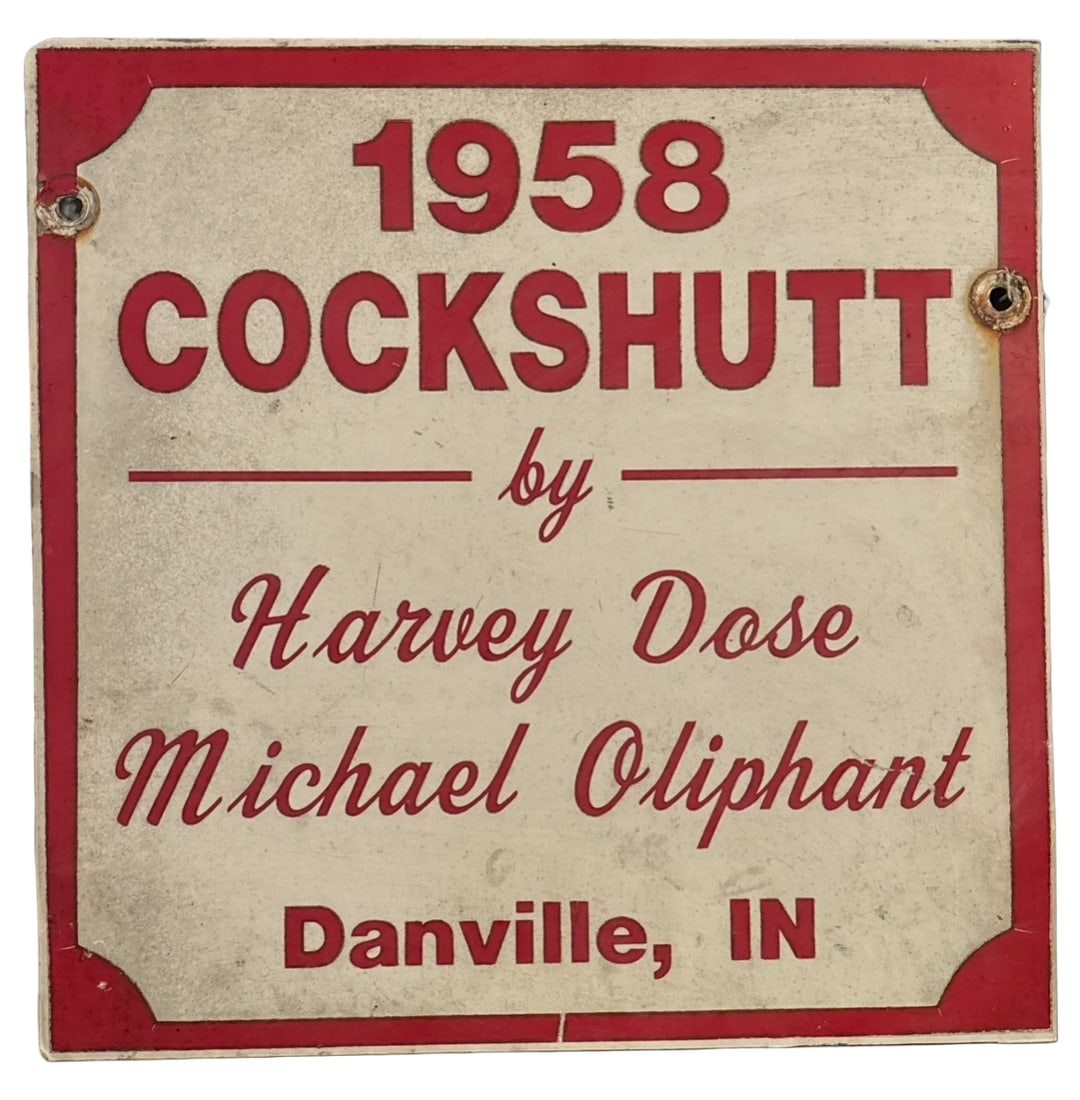 1958
COCKSHUTT
by
Harvey Dose
Michael Oliphant
Danville, IN